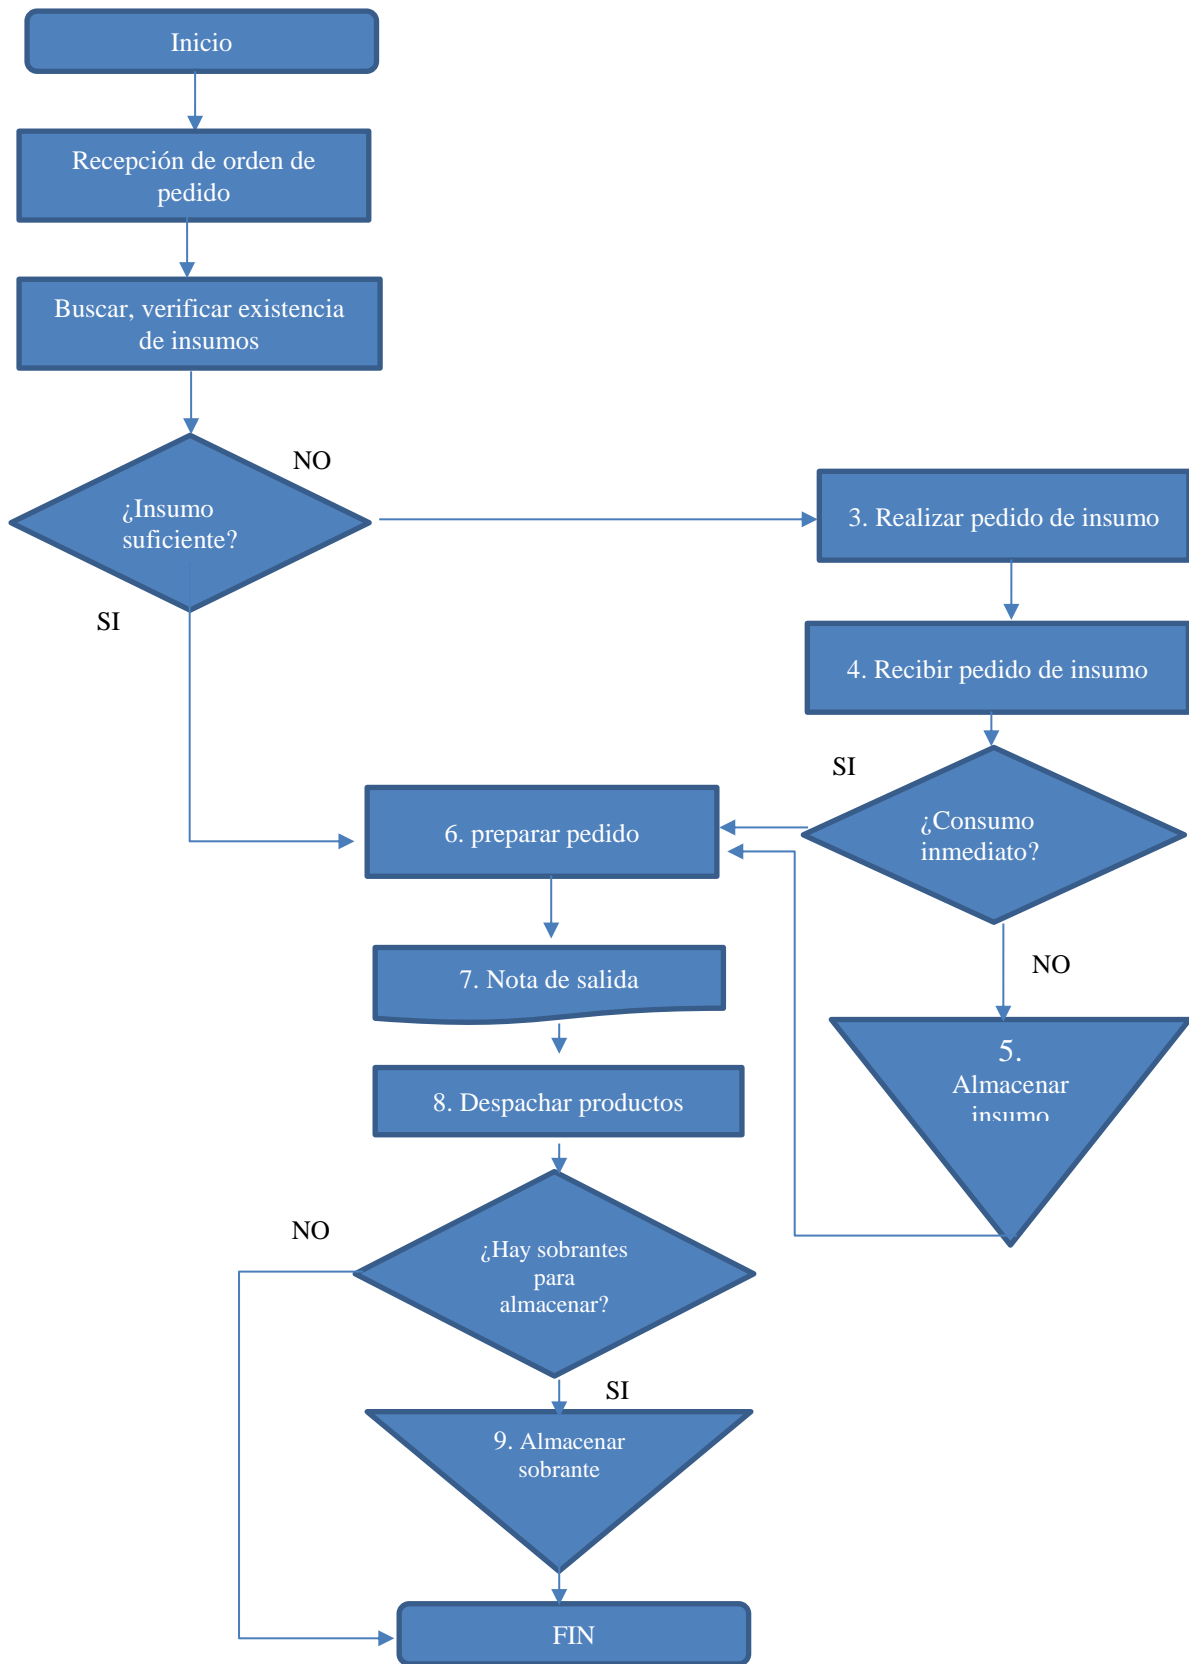 Inicio
Recepción de orden de
pedido
Buscar, verificar existencia
de insumos
NO
¿Insumo
suficiente?
SI
3. Realizar pedido de insumo
4. Recibir pedido de insumo
SI
¿Consumo
inmediato?
NO
5.
Almacenar
insumo
6. preparar pedido
7. Nota de salida
8. Despachar productos
NO
¿Hay sobrantes
para
almacenar?
SI
9. Almacenar
sobrante
FIN